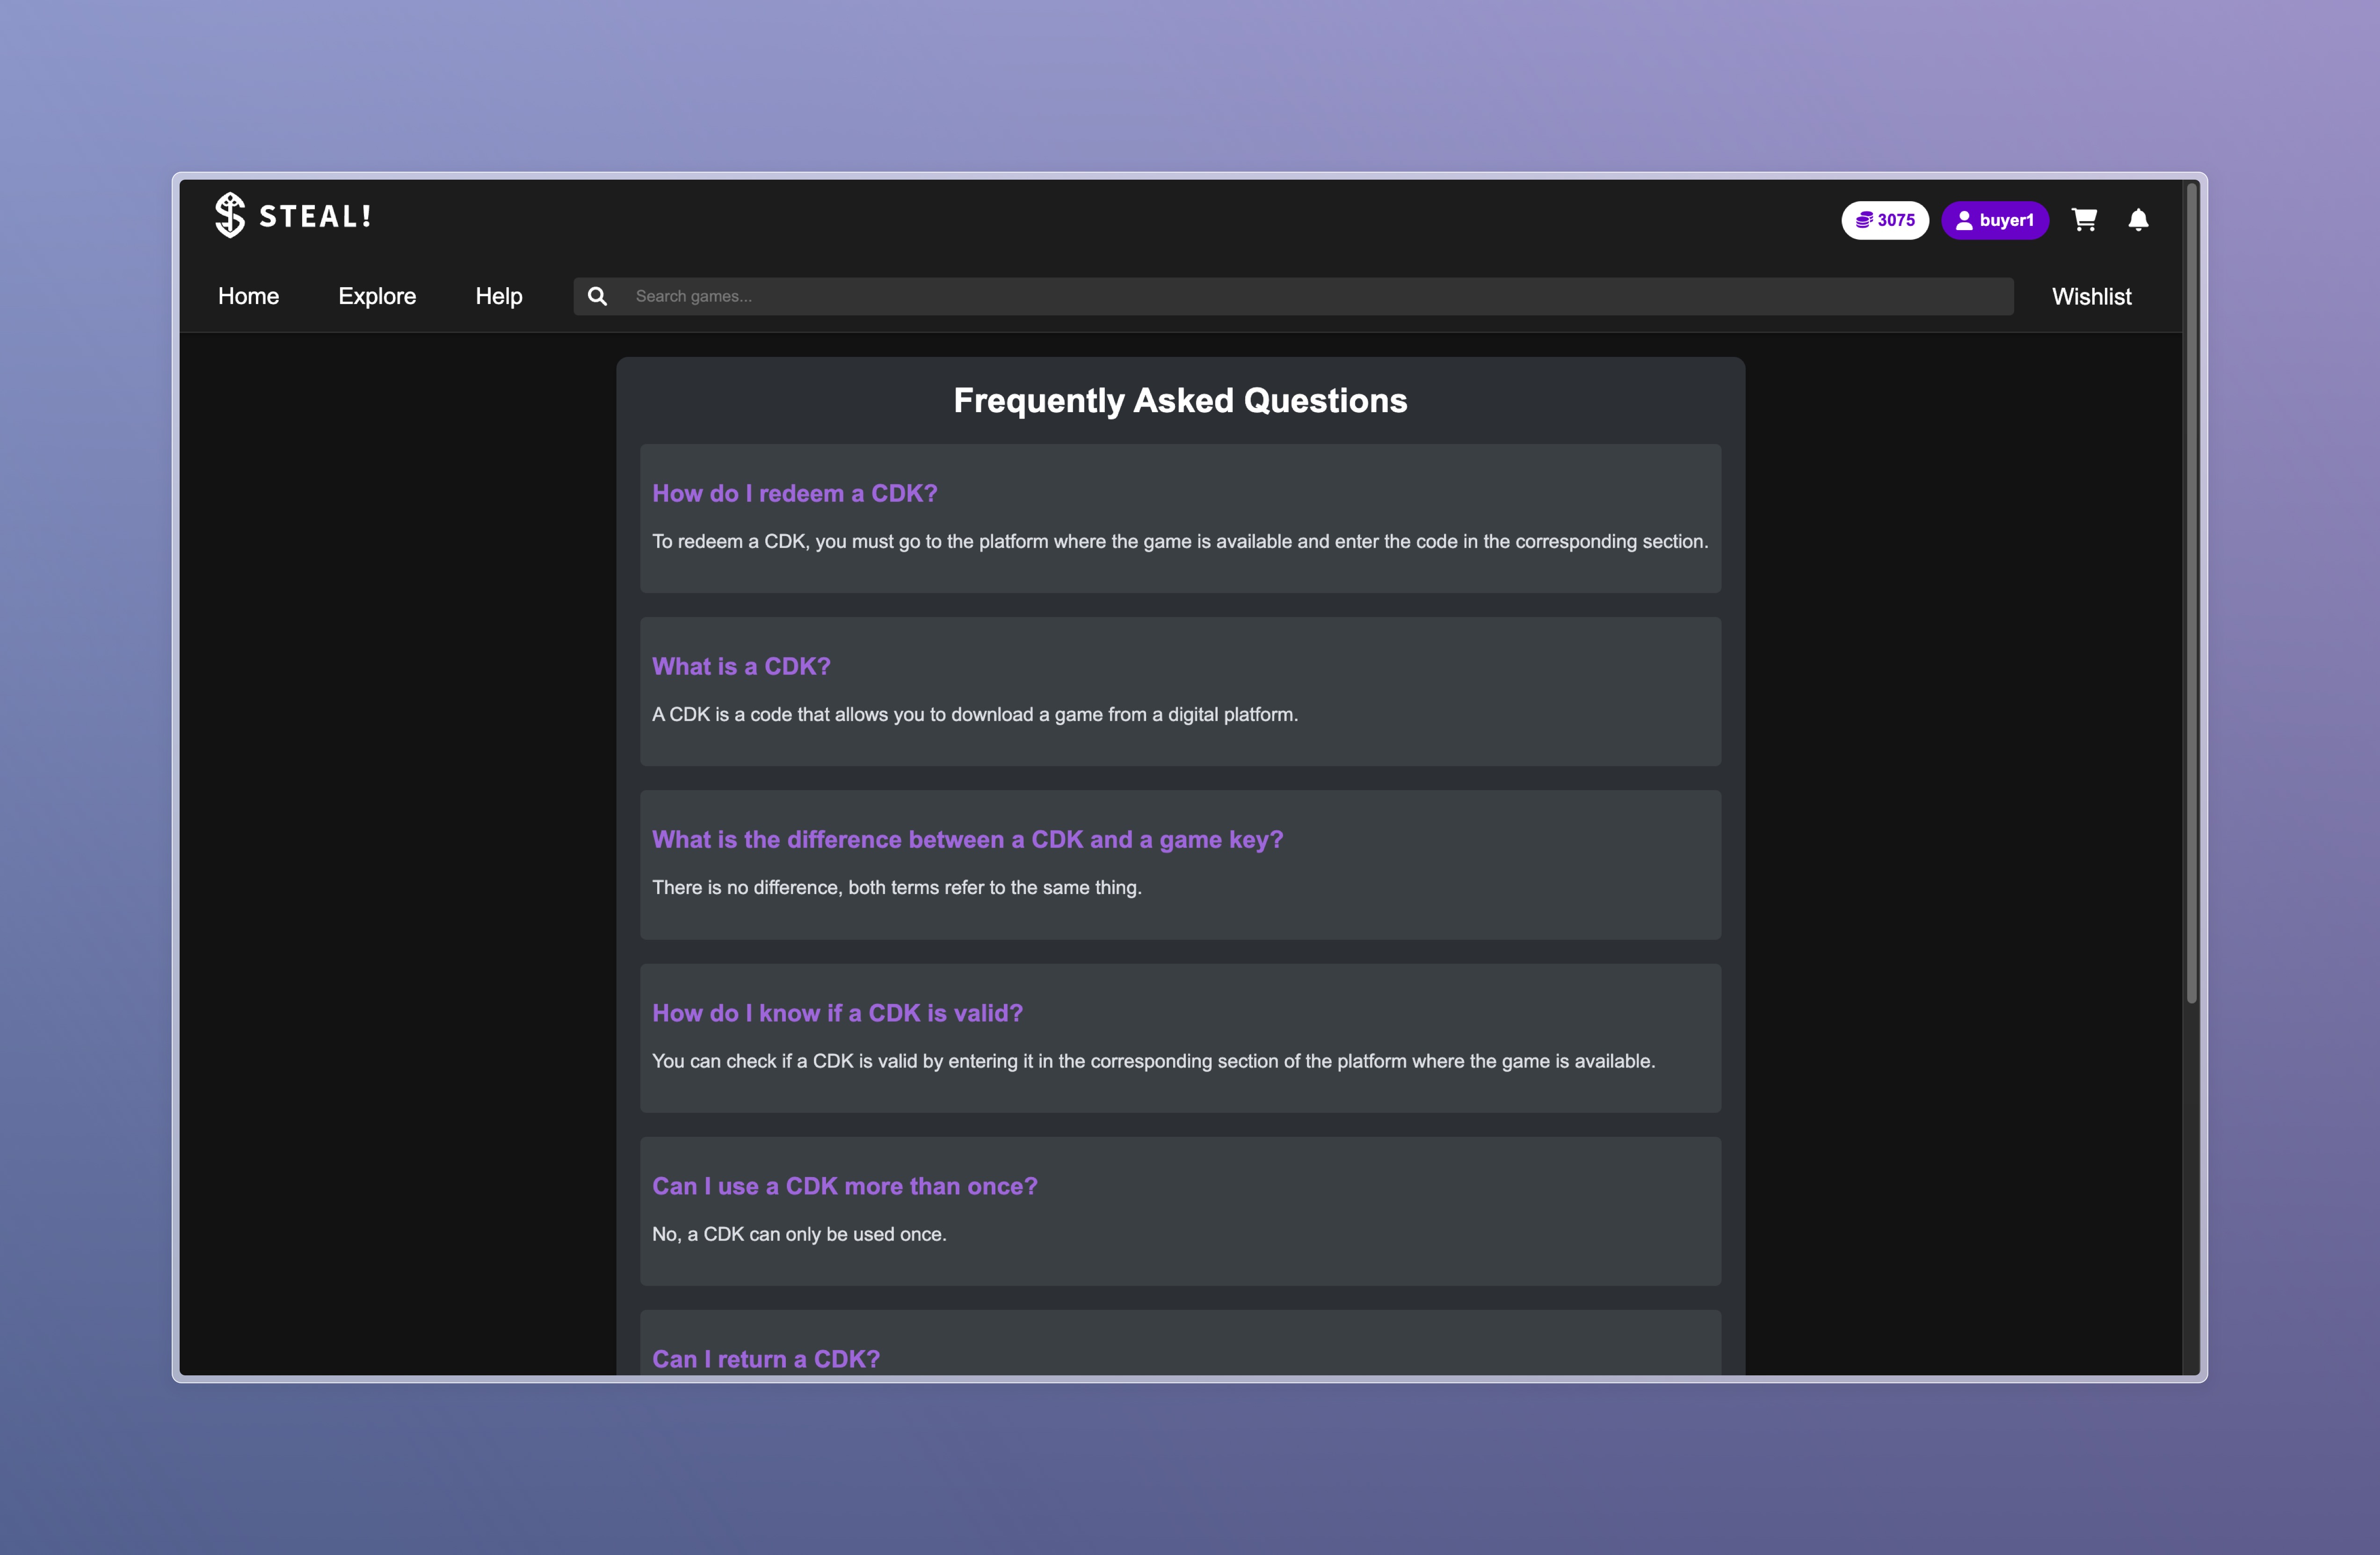 STEAL!
3075
buyer1
Home
Explore
Help
Search games...
Wishlist
Frequently Asked Questions
How do I redeem a CDK?
To redeem a CDK, you must go to the platform where the game is available and enter the code in the corresponding section.
What is a CDK?
A CDK is a code that allows you to download a game from a digital platform.
What is the difference between a CDK and a game key?
There is no difference, both terms refer to the same thing.
How do I know if a CDK is valid?
You can check if a CDK is valid by entering it in the corresponding section of the platform where the game is available.
Can I use a CDK more than once?
No, a CDK can only be used once.
Can I return a CDK?